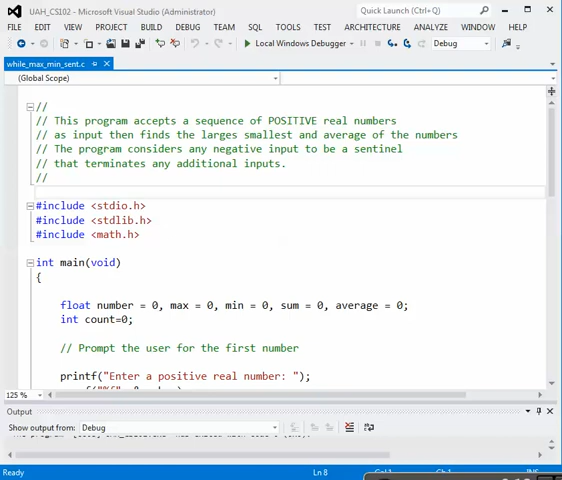 UAH_CS102 - Microsoft Visual Studio (Administrator)
Quick Launch (Ctrl+Q)
FILE EDIT VIEW PROJECT BUILD DEBUG TEAM SQL TOOLS TEST ARCHITECTURE ANALYZE WINDOW HELP
Local Windows Debugger Debug
while_max_min_sent.c
(Global Scope)
//
// This program accepts a sequence of POSITIVE real numbers
// as input then finds the larges smallest and average of the numbers
// The program considers any negative input to be a sentinel
// that terminates any additional inputs.
//
#include <stdio.h>
#include <stdlib.h>
#include <math.h>
int main(void)
{
float number = 0, max = 0, min = 0, sum = 0, average = 0;
int count=0;
// Prompt the user for the first number
printf("Enter a positive real number: ");
125 %
Output
Show output from: Debug
Ready Ln 8 Col 1 Ch 1 INS